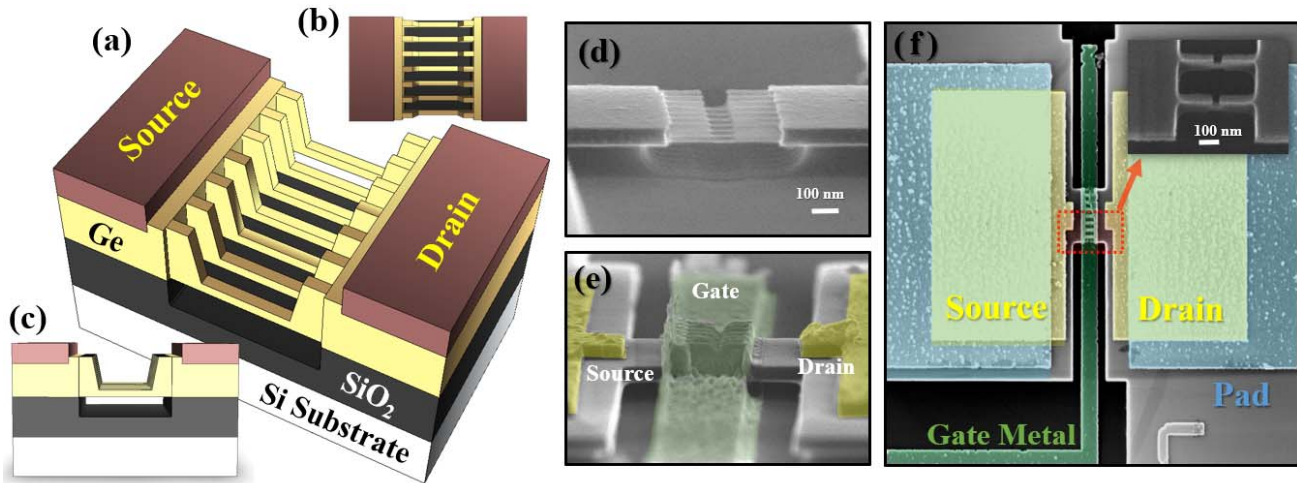 (a)
Source
Drain
Ge
SiO₂
Si Substrate
(b)
(c)
(d)
100 nm
(e)
Gate
Source
Drain
(f)
100 nm
Source
Drain
Pad
Gate Metal